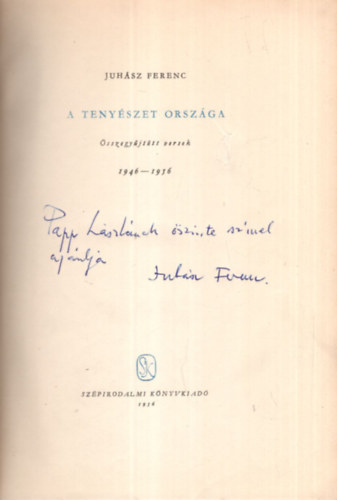 JUHÁSZ FERENC
A TENYÉSZET ORSZÁGA
Összegyűjtött versek
1946—1956
Papp Lászlónak őszinte szívvel
ajánlja
Juhász Ferenc
SZÉPIRODALMI KÖNYVKIADÓ
1956